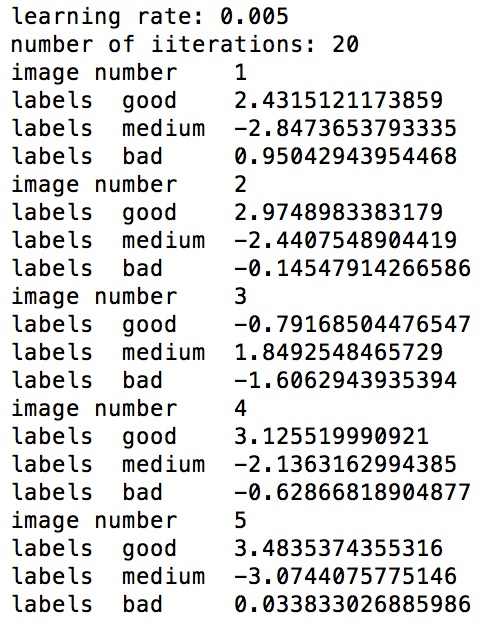 learning rate: 0.005
number of iiterations: 20
image number 1
labels good 2.4315121173859
labels medium -2.8473653793335
labels bad 0.95042943954468
image number 2
labels good 2.9748983383179
labels medium -2.4407548904419
labels bad -0.14547914266586
image number 3
labels good -0.79168504476547
labels medium 1.8492548465729
labels bad -1.6062943935394
image number 4
labels good 3.125519990921
labels medium -2.1363162994385
labels bad -0.62866818904877
image number 5
labels good 3.4835374355316
labels medium -3.0744075775146
labels bad 0.033833026885986